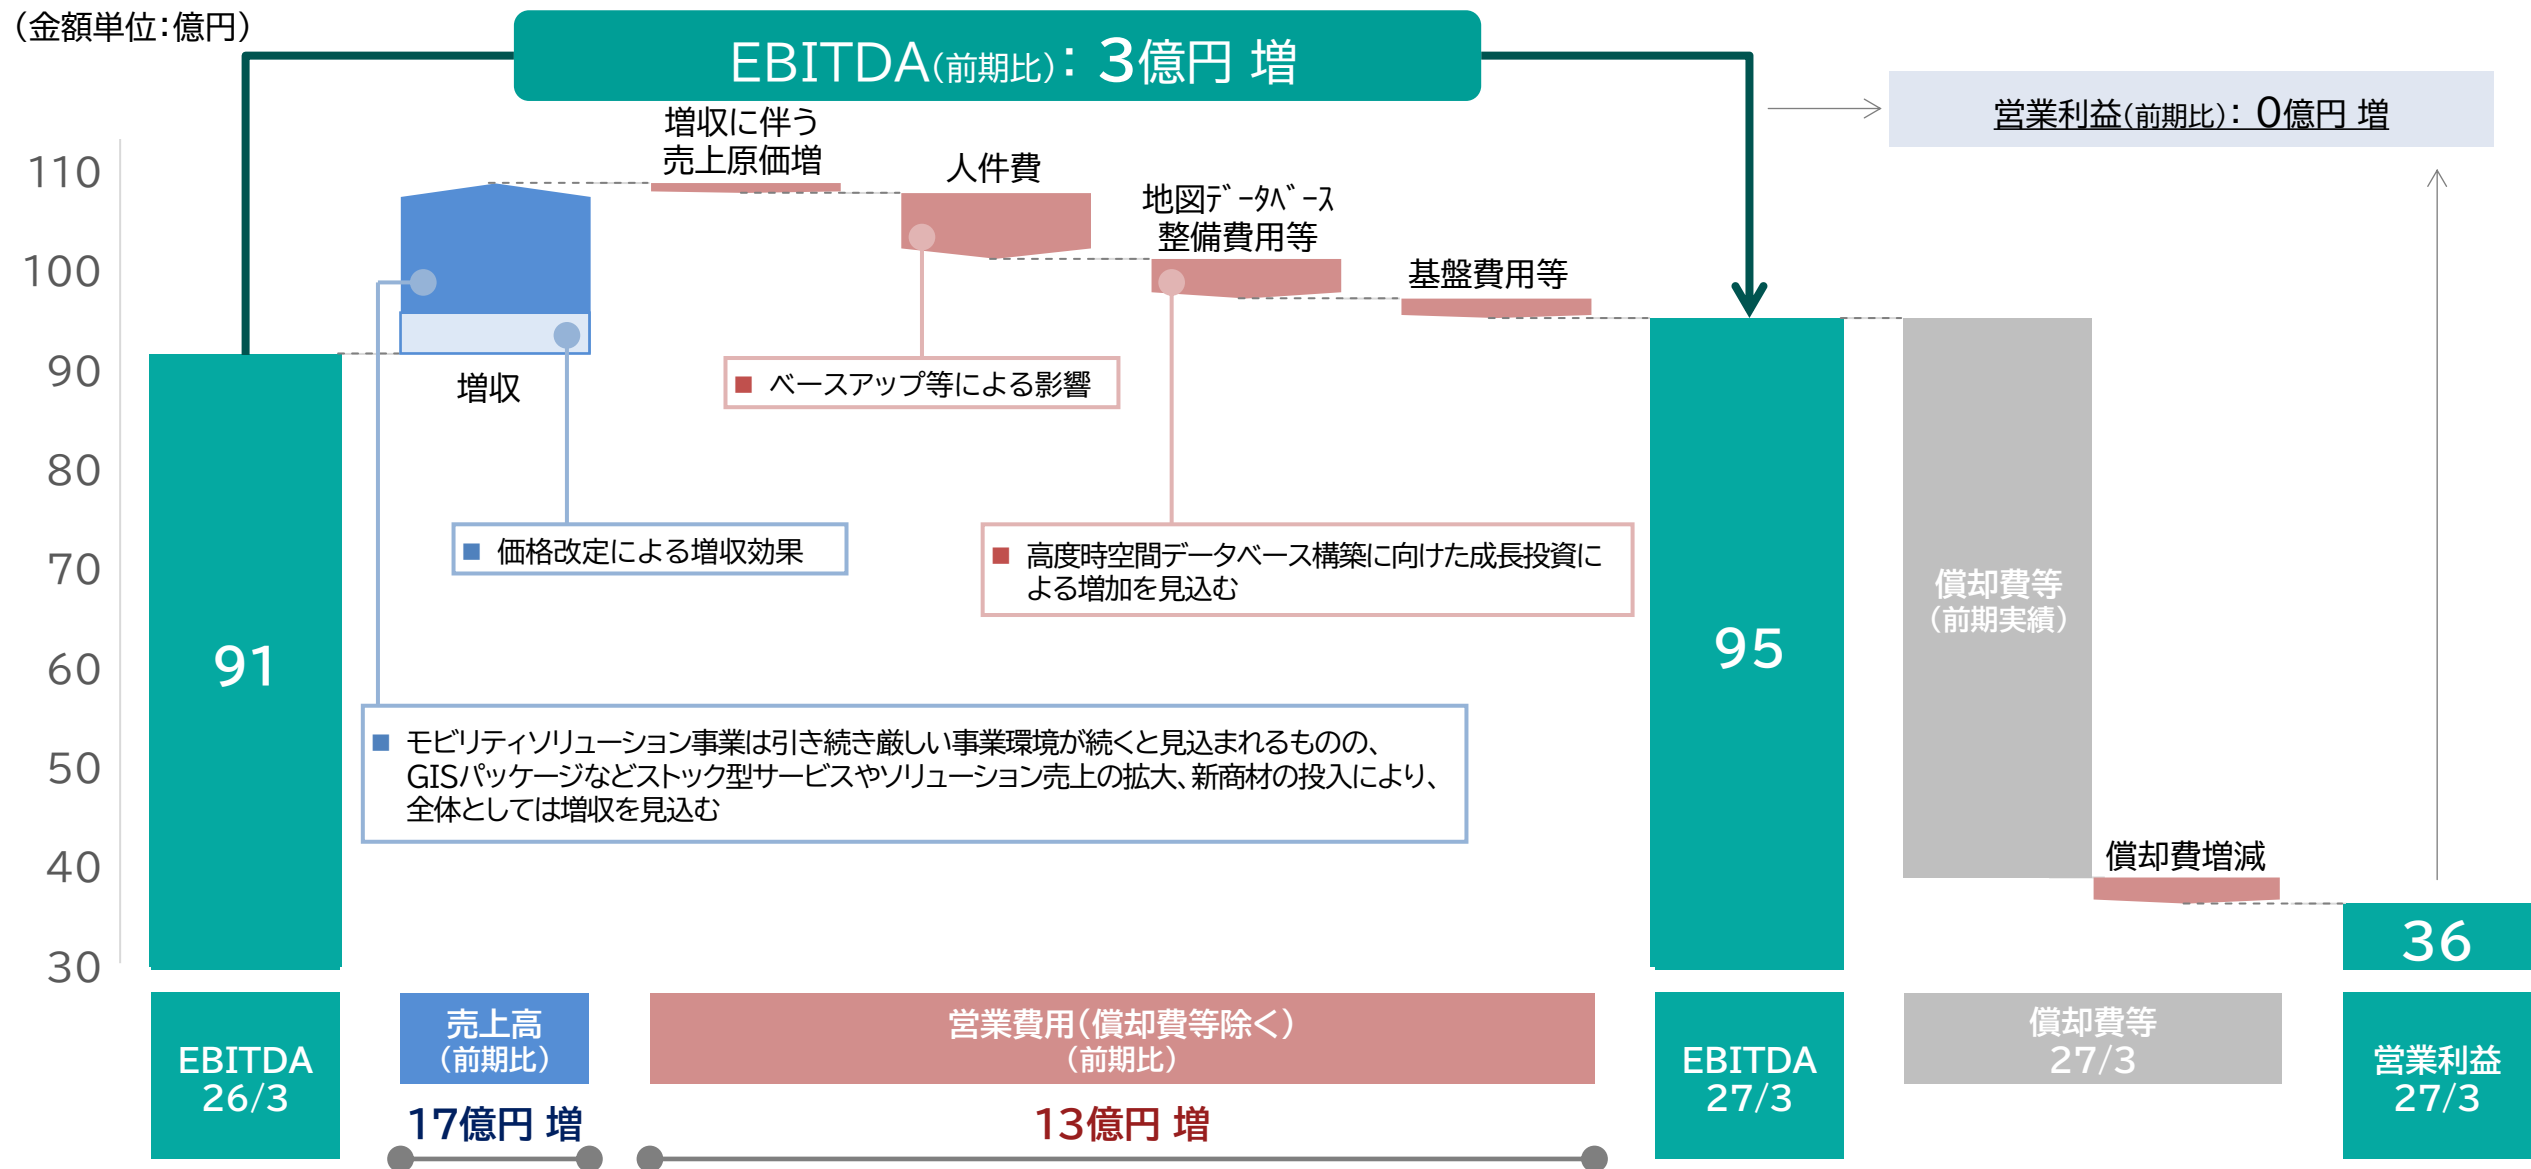 （金額単位：億円）
EBITDA（前期比）： 3億円 増
営業利益（前期比）： 0億円 増
110
100
90
80
70
60
50
40
30
増収に伴う
売上原価増
人件費
地図ﾃﾞｰﾀﾍﾞｰｽ
整備費用等
基盤費用等
増収
■ ベースアップ等による影響
■ 価格改定による増収効果
■ 高度時空間データベース構築に向けた成長投資に
よる増加を見込む
■ モビリティソリューション事業は引き続き厳しい事業環境が続くと見込まれるものの、
GISパッケージなどストック型サービスやソリューション売上の拡大、新商材の投入により、
全体としては増収を見込む
91
95
償却費等
（前期実績）
償却費増減
36
EBITDA
26/3
売上高
（前期比）
17億円 増
営業費用（償却費等除く）
（前期比）
13億円 増
EBITDA
27/3
償却費等
27/3
営業利益
27/3